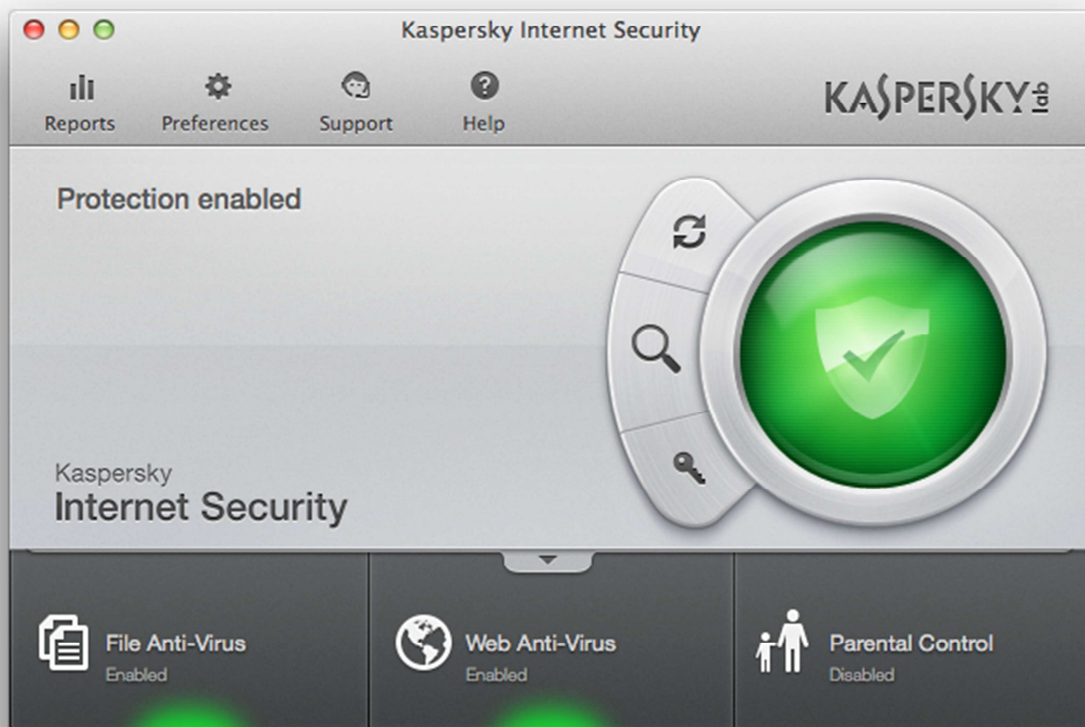 Kaspersky Internet Security
Reports Preferences Support Help
KASPERSKY lab
Protection enabled
Kaspersky
Internet Security
File Anti-Virus
Enabled
Web Anti-Virus
Enabled
Parental Control
Disabled